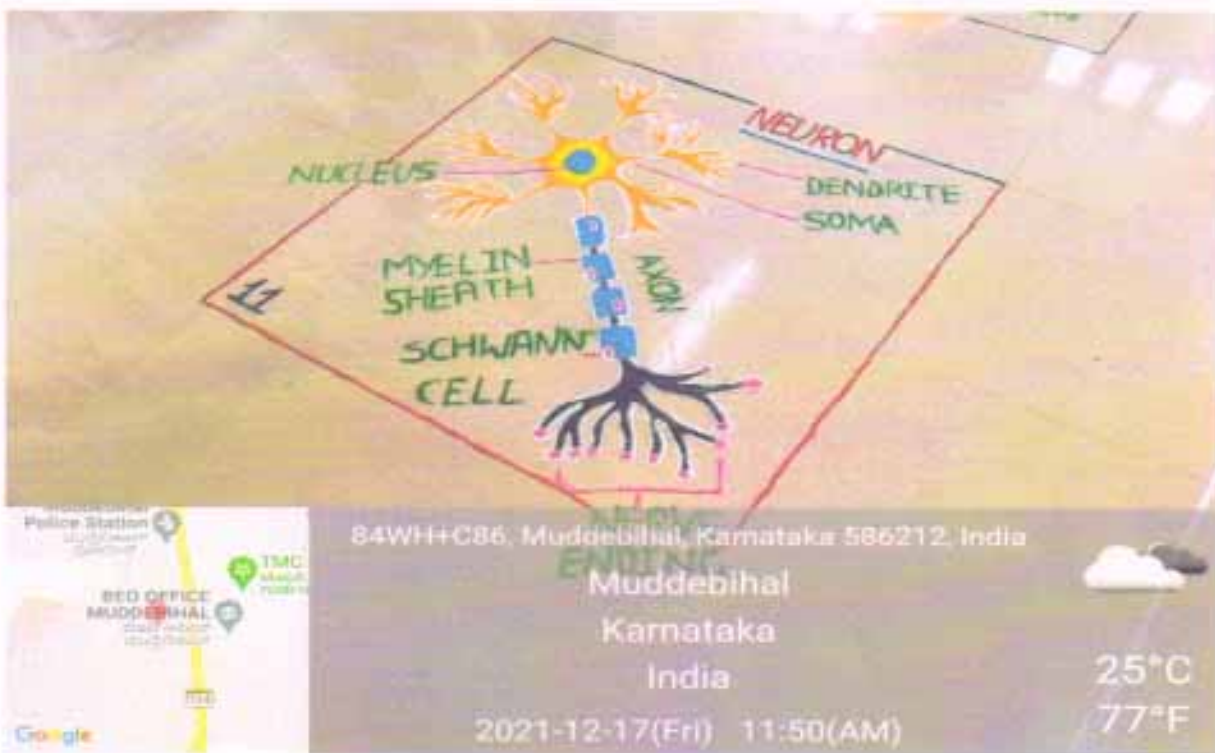 NEURON
NUCLEUS
DENDRITE
SOMA
MYELIN
SHEATH
AXON
11
SCHWANN
CELL
ENDING
Police Station
TMC
BEO OFFICE
MUDDEBIHAL
Google
84WH+C86, Muddebihal, Karnataka 586212, India
Muddebihal
Karnataka
India
2021-12-17(Fri) 11:50(AM)
25°C
77°F